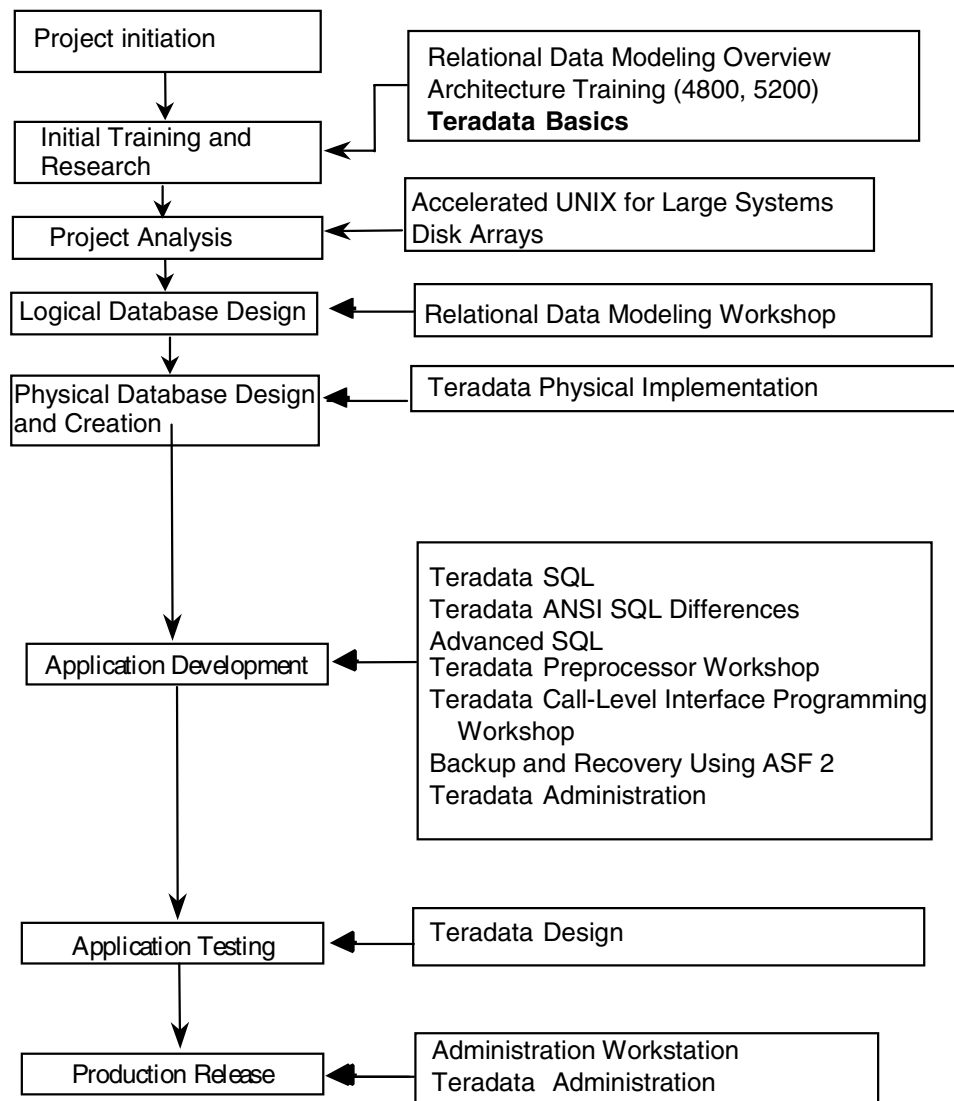 Project initiation
Relational Data Modeling Overview
Architecture Training (4800, 5200)
Teradata Basics
Initial Training and
Research
Accelerated UNIX for Large Systems
Disk Arrays
Project Analysis
Logical Database Design
Relational Data Modeling Workshop
Physical Database Design
and Creation
Teradata Physical Implementation
Teradata SQL
Teradata ANSI SQL Differences
Advanced SQL
Teradata Preprocessor Workshop
Teradata Call-Level Interface Programming
Workshop
Backup and Recovery Using ASF 2
Teradata Administration
Application Development
Teradata Design
Application Testing
Administration Workstation
Teradata Administration
Production Release